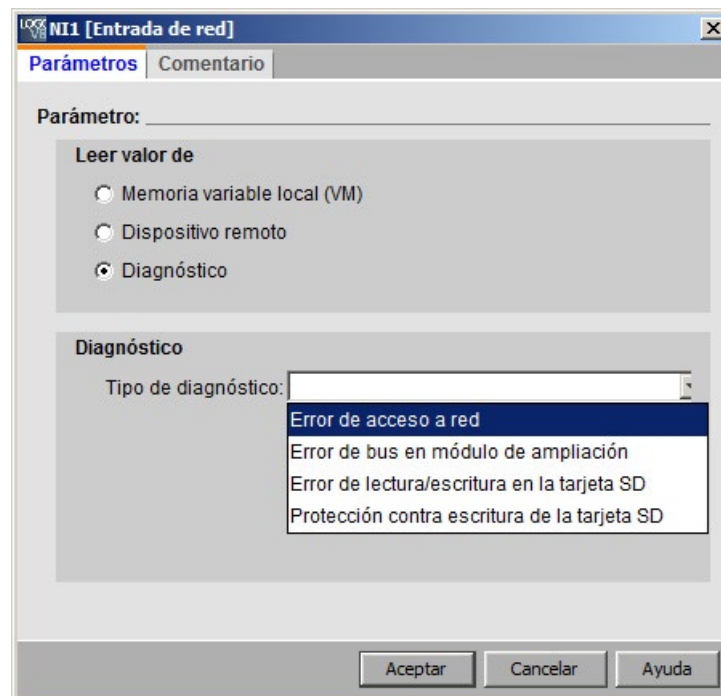 NI1 [Entrada de red]
Parámetros Comentario
Parámetro:
Leer valor de
Memoria variable local (VM)
Dispositivo remoto
Diagnóstico
Diagnóstico
Tipo de diagnóstico:
Error de acceso a red
Error de bus en módulo de ampliación
Error de lectura/escritura en la tarjeta SD
Protección contra escritura de la tarjeta SD
Aceptar Cancelar Ayuda